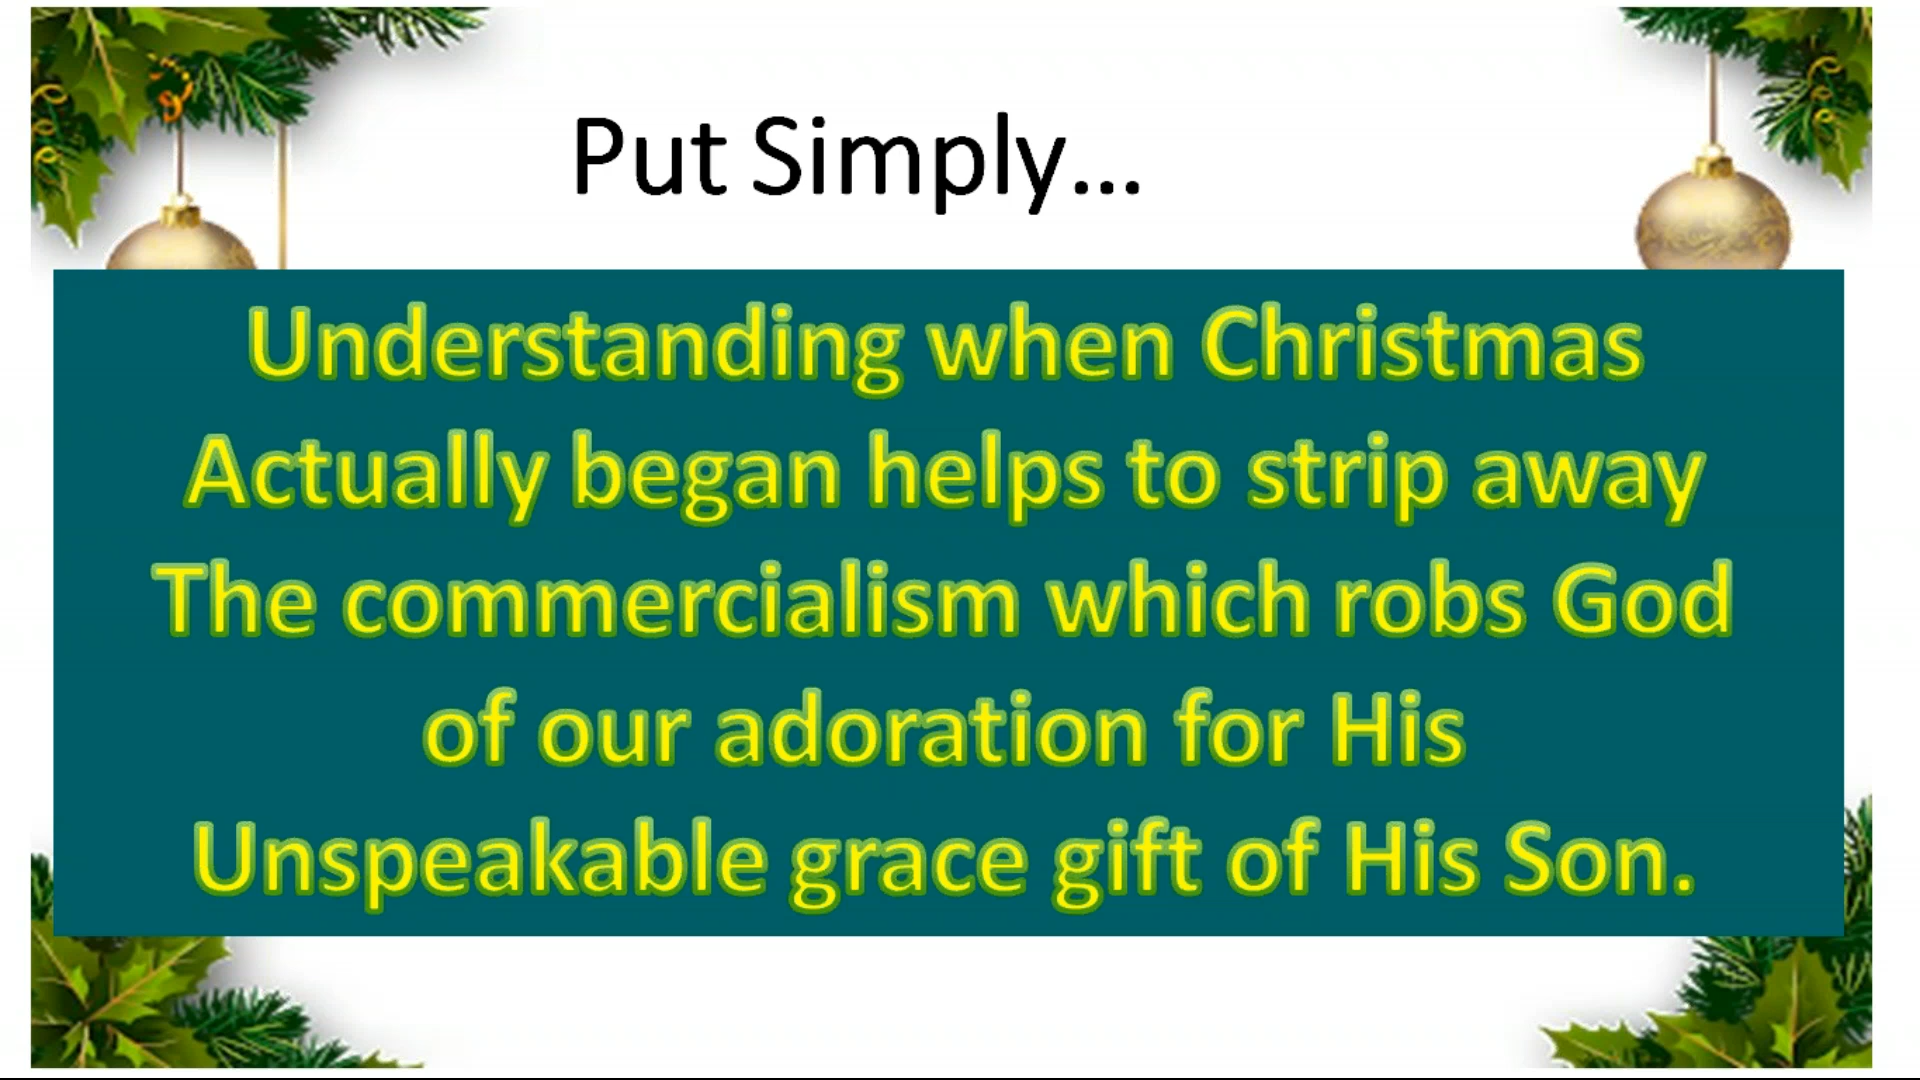 Put Simply...
Understanding when Christmas
Actually began helps to strip away
The commercialism which robs God
of our adoration for His
Unspeakable grace gift of His Son.